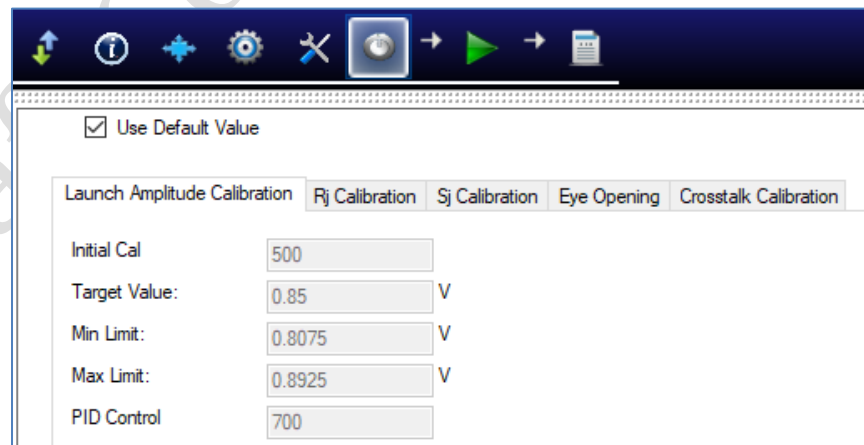 Use Default Value
Launch Amplitude Calibration Rj Calibration Sj Calibration Eye Opening Crosstalk Calibration
Initial Cal 500
Target Value: 0.85 V
Min Limit: 0.8075 V
Max Limit: 0.8925 V
PID Control 700